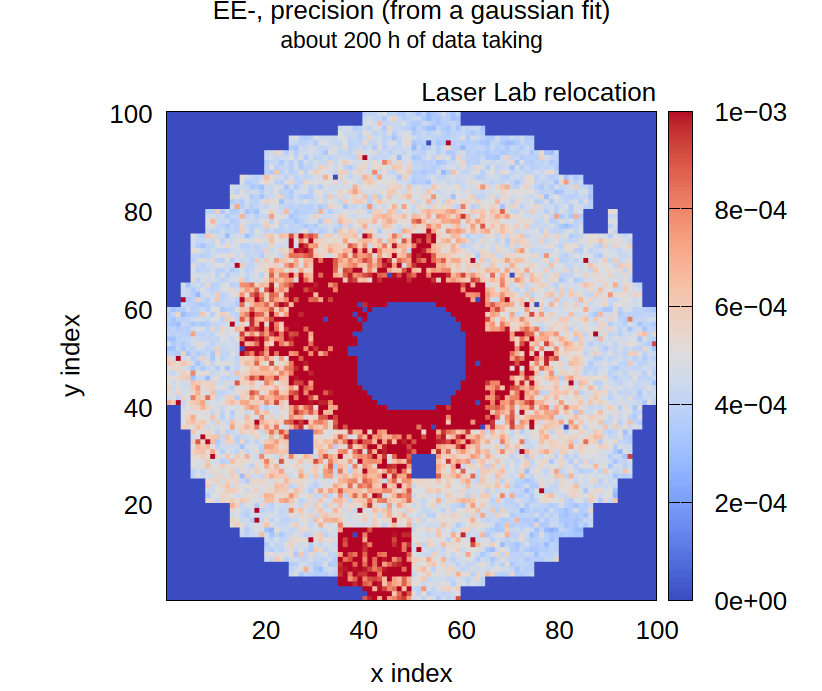 EE-, precision (from a gaussian fit)
about 200 h of data taking
Laser Lab relocation
100
80
60
40
20
y index
20 40 60 80 100
x index
1e−03
8e−04
6e−04
4e−04
2e−04
0e+00